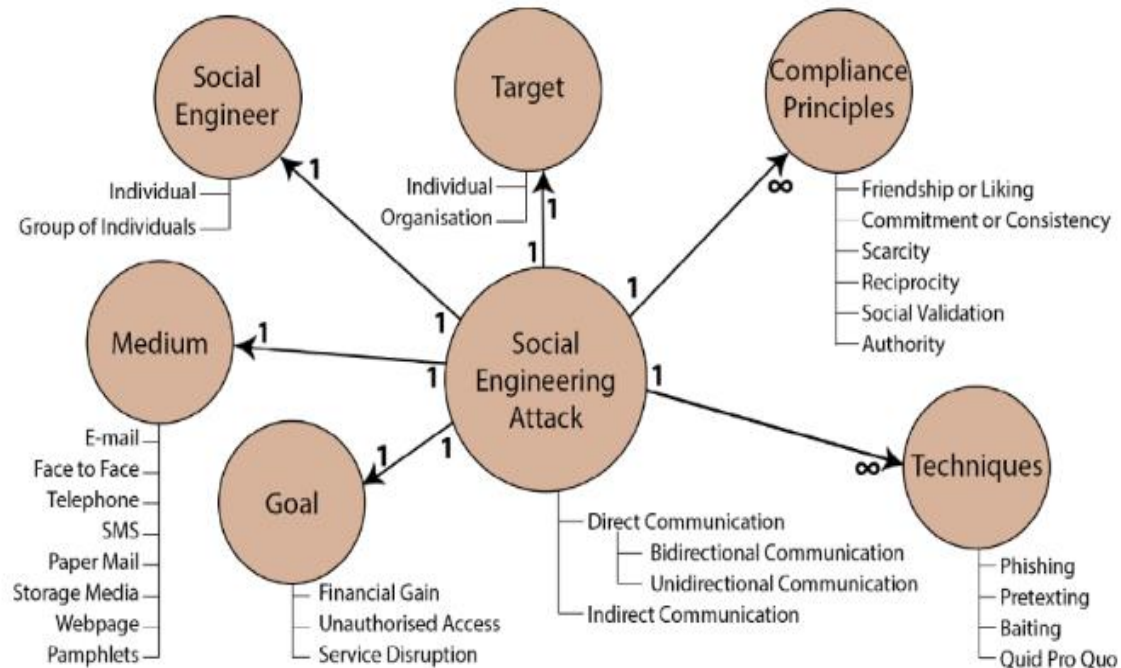 Social
Engineer
Individual
Group of Individuals
Target
Individual
Organisation
Compliance
Principles
Friendship or Liking
Commitment or Consistency
Scarcity
Reciprocity
Social Validation
Authority
1
1
1
1
∞
1
Medium
1
1
E-mail
Face to Face
Telephone
SMS
Paper Mail
Storage Media
Webpage
Pamphlets
Social
Engineering
Attack
Direct Communication
Bidirectional Communication
Unidirectional Communication
Indirect Communication
Goal
1
1
Financial Gain
Unauthorised Access
Service Disruption
1
∞
Techniques
Phishing
Pretexting
Baiting
Quid Pro Quo